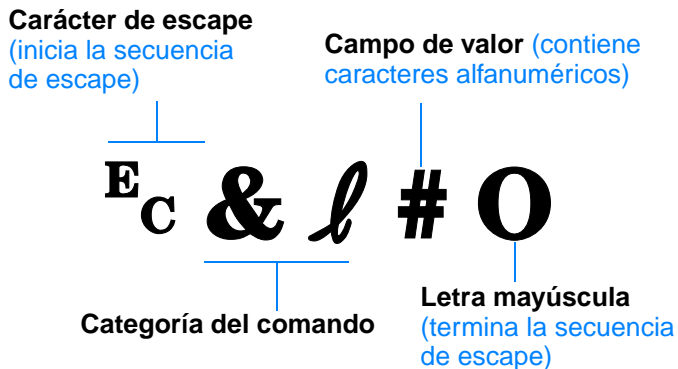 Carácter de escape
(inicia la secuencia
de escape)
Campo de valor (contiene
caracteres alfanuméricos)
EC & ℓ # O
Categoría del comando
Letra mayúscula
(termina la secuencia
de escape)